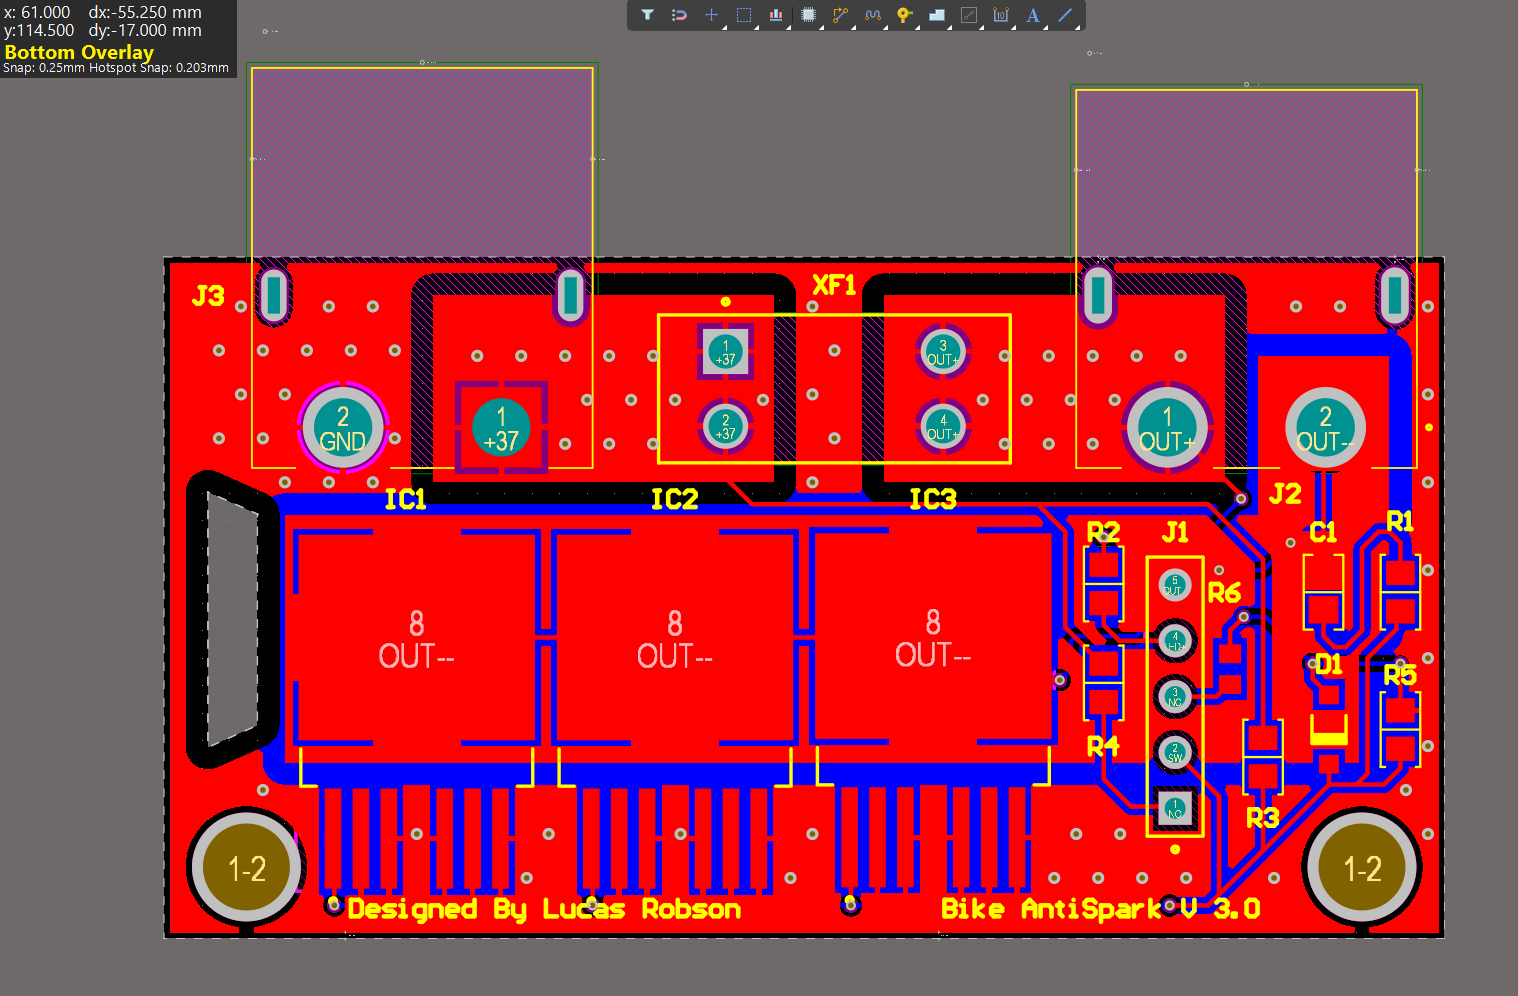 x: 61.000 dx:-55.250 mm
y:114.500 dy:-17.000 mm
Bottom Overlay
Snap: 0.25mm Hotspot Snap: 0.203mm
J3
XF1
1
+37
3
OUT+
2
GND
1
+37
2
+37
4
OUT+
1
OUT+
2
OUT--
IC1
IC2
IC3
J2
R2
J1
C1
R1
5
R6
8
OUT--
8
OUT--
8
OUT--
4
D1
R5
3
NC
R4
2
SW
1
NC
R3
1-2
1-2
Designed By Lucas Robson
Bike AntiSpark V 3.0